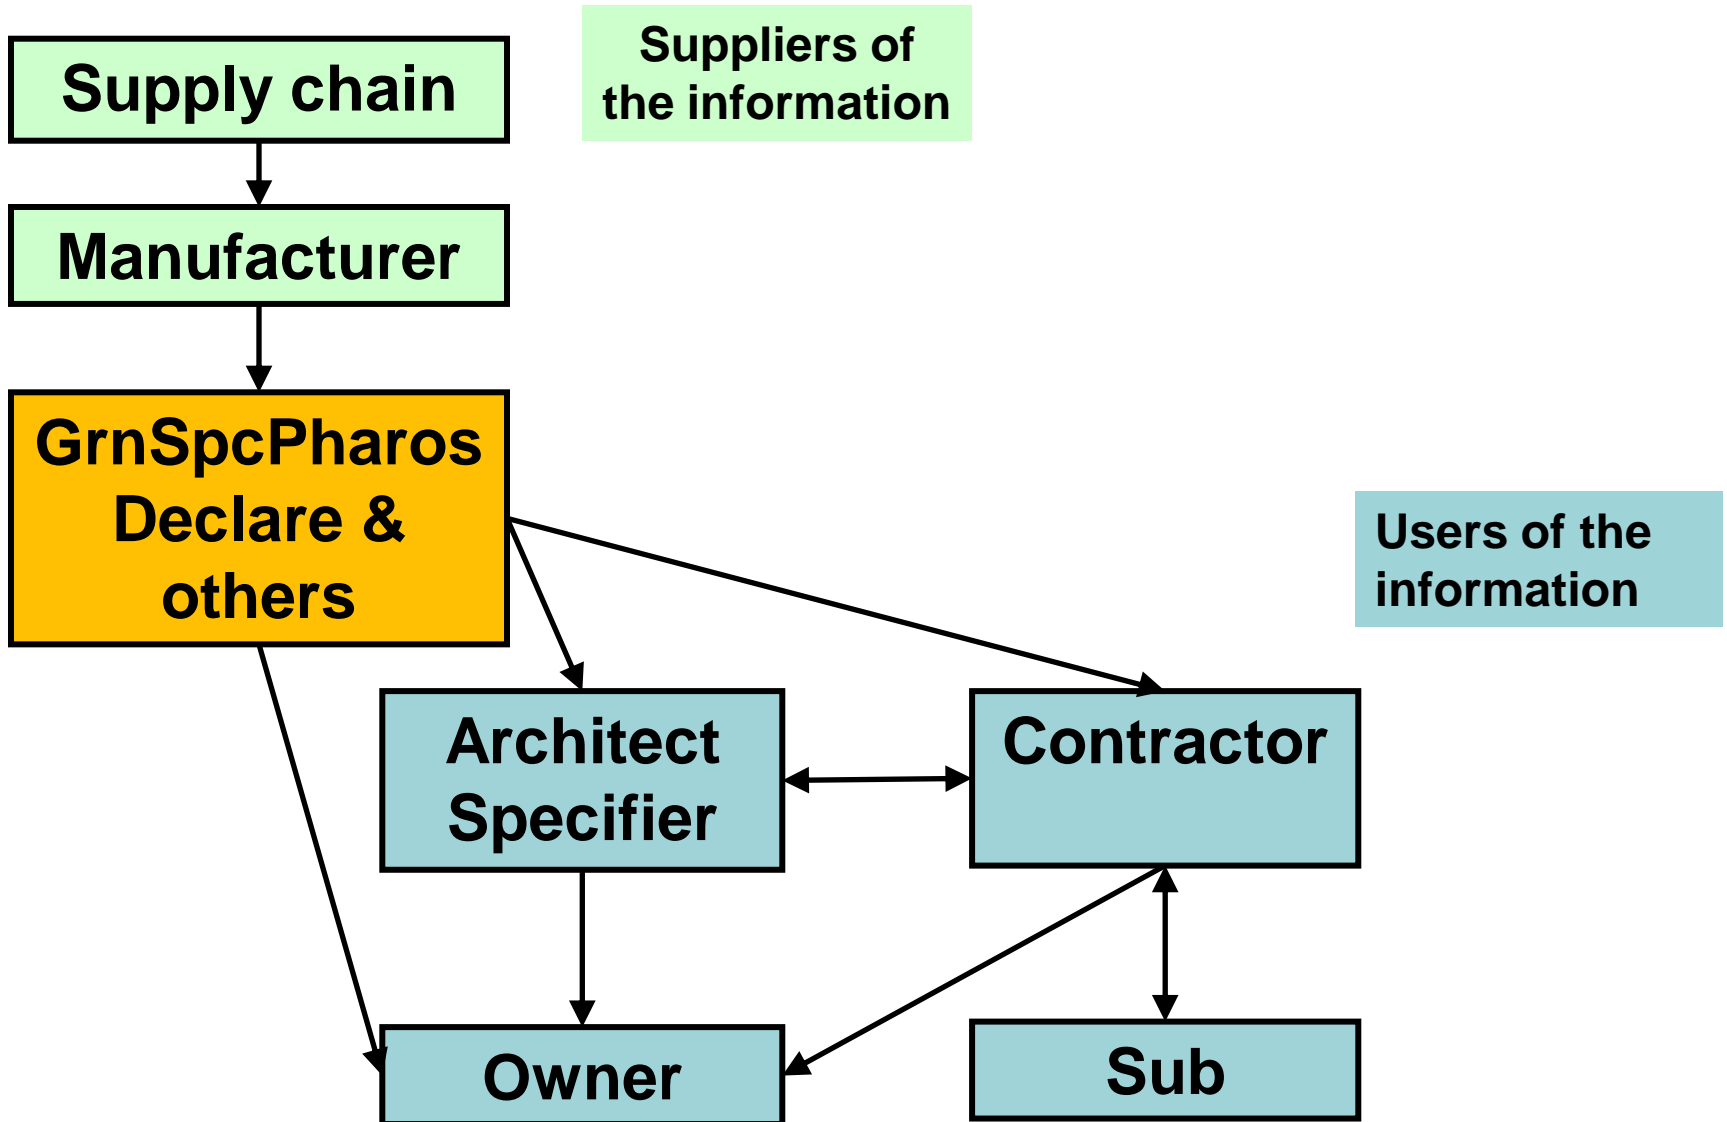 Supply chain
Suppliers of
the information
Manufacturer
GrnSpcPharos
Declare &
others
Users of the
information
Architect
Specifier
Contractor
Owner
Sub